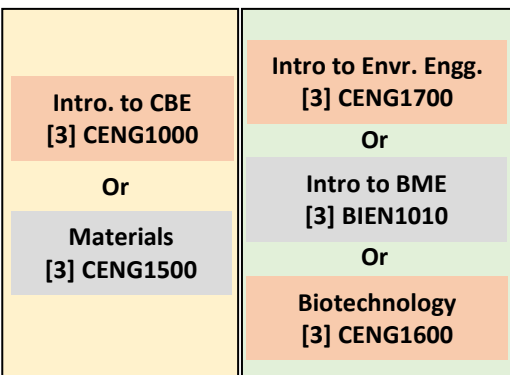 Intro. to CBE
[3] CENG1000
Or
Materials
[3] CENG1500
Intro to Envr. Engg.
[3] CENG1700
Or
Intro to BME
[3] BIEN1010
Or
Biotechnology
[3] CENG1600